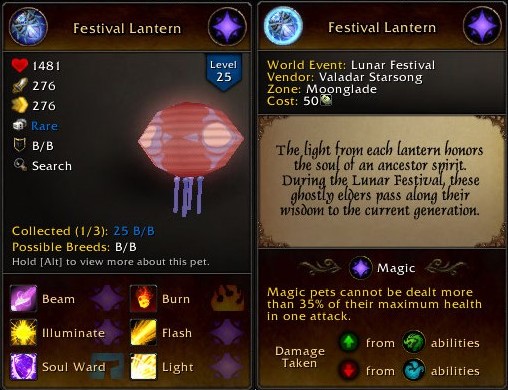 Festival Lantern
1481
Level
25
276
276
Rare
B/B
Search
Collected (1/3): 25 B/B
Possible Breeds: B/B
Hold [Alt] to view more about this pet.
Beam
Burn
Illuminate
Flash
Soul Ward
Light
Festival Lantern
World Event: Lunar Festival
Vendor: Valadar Starsong
Zone: Moonglade
Cost: 50
The light from each lantern honors
the soul of an ancestor spirit.
During the Lunar Festival, these
ghostly elders pass along their
wisdom to the current generation.
Magic
Magic pets cannot be dealt more
than 35% of their maximum health
in one attack.
Damage
Taken
from abilities
from abilities